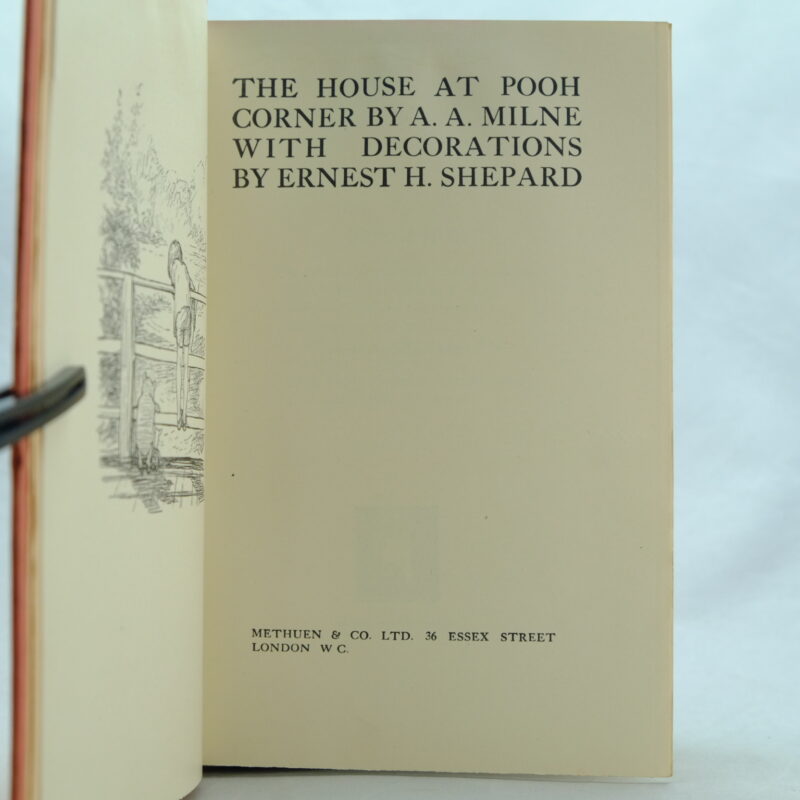 THE HOUSE AT POOH
CORNER BY A. A. MILNE
WITH DECORATIONS
BY ERNEST H. SHEPARD
METHUEN & CO. LTD. 36 ESSEX STREET
LONDON W C.